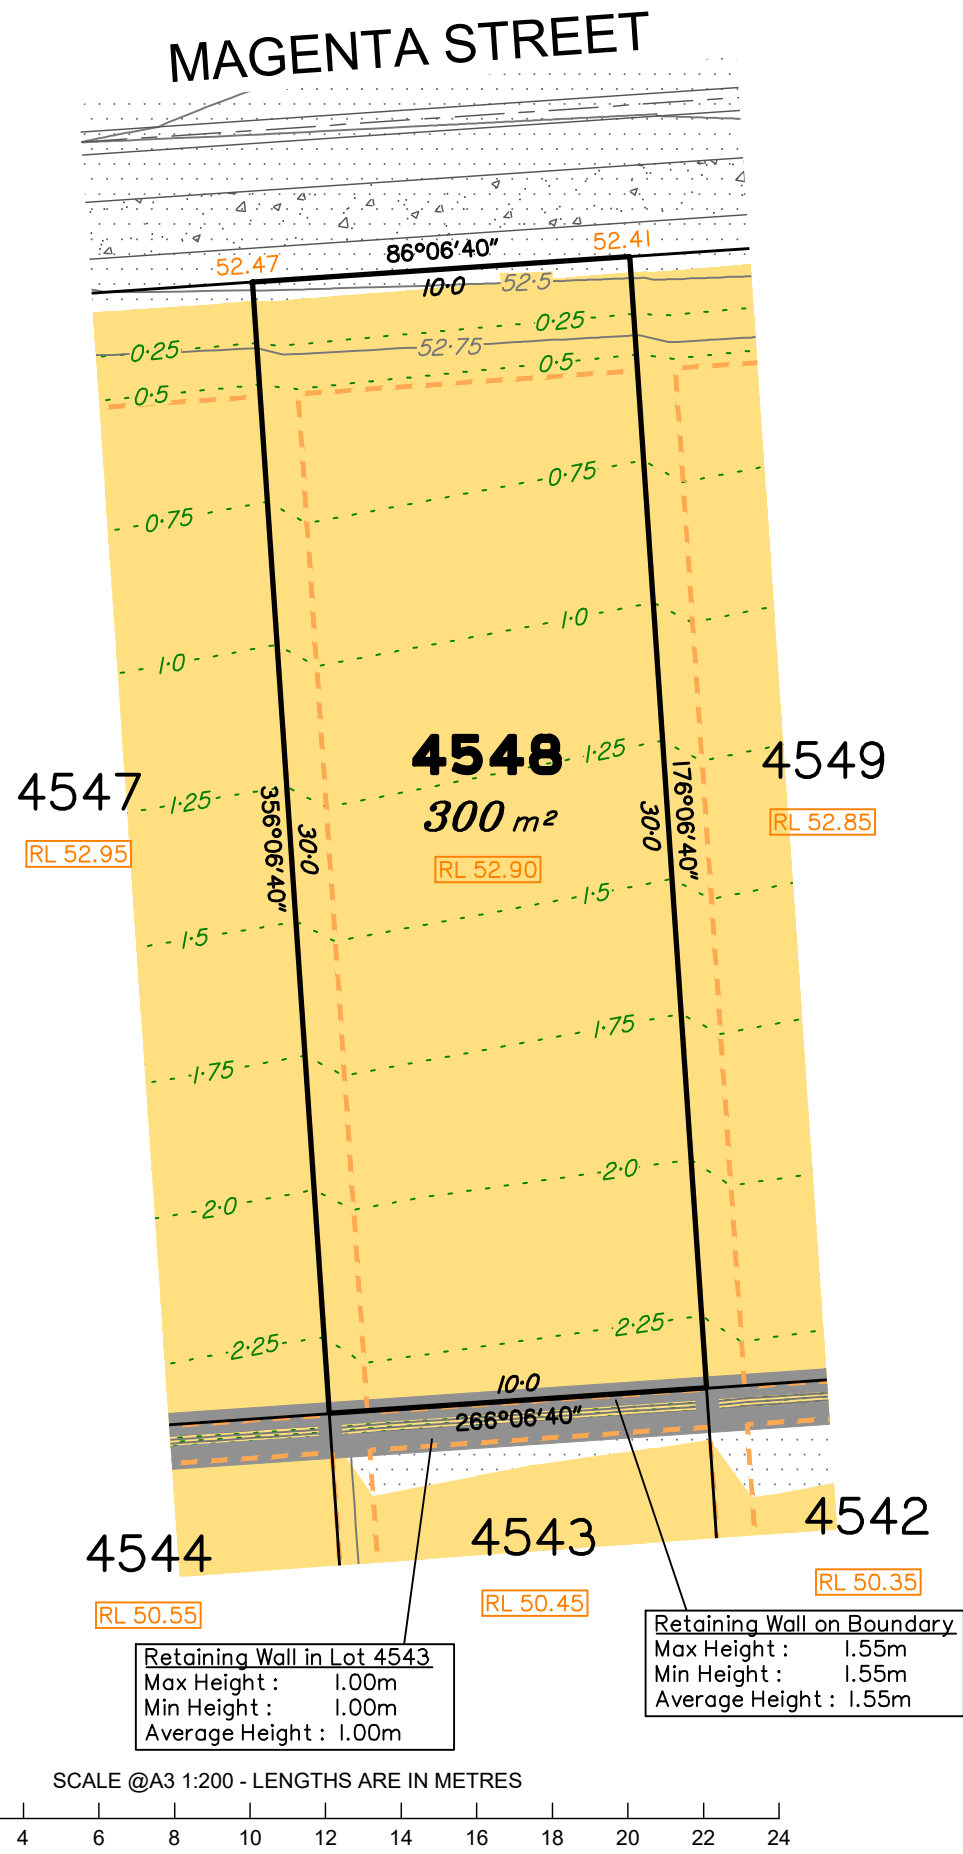 MAGENTA STREET
52.47
86°06'40"
52.41
10·0
52·5
0·25
0·25
52·75
0·5
0·5
0·75
0·75
1·0
1·0
4548
1·25
4549
4547
1·25
300 m²
356°06'40"
30·0
30·0
176°06'40"
RL 52.95
RL 52.90
RL 52.85
1·5
1·5
1·75
1·75
2·0
2·0
2·25
2·25
10·0
266°06'40"
4544
4543
4542
RL 50.55
RL 50.45
RL 50.35
Retaining Wall in Lot 4543
Max Height : 1.00m
Min Height : 1.00m
Average Height : 1.00m
Retaining Wall on Boundary
Max Height : 1.55m
Min Height : 1.55m
Average Height : 1.55m
SCALE @A3 1:200 - LENGTHS ARE IN METRES
4 6 8 10 12 14 16 18 20 22 24